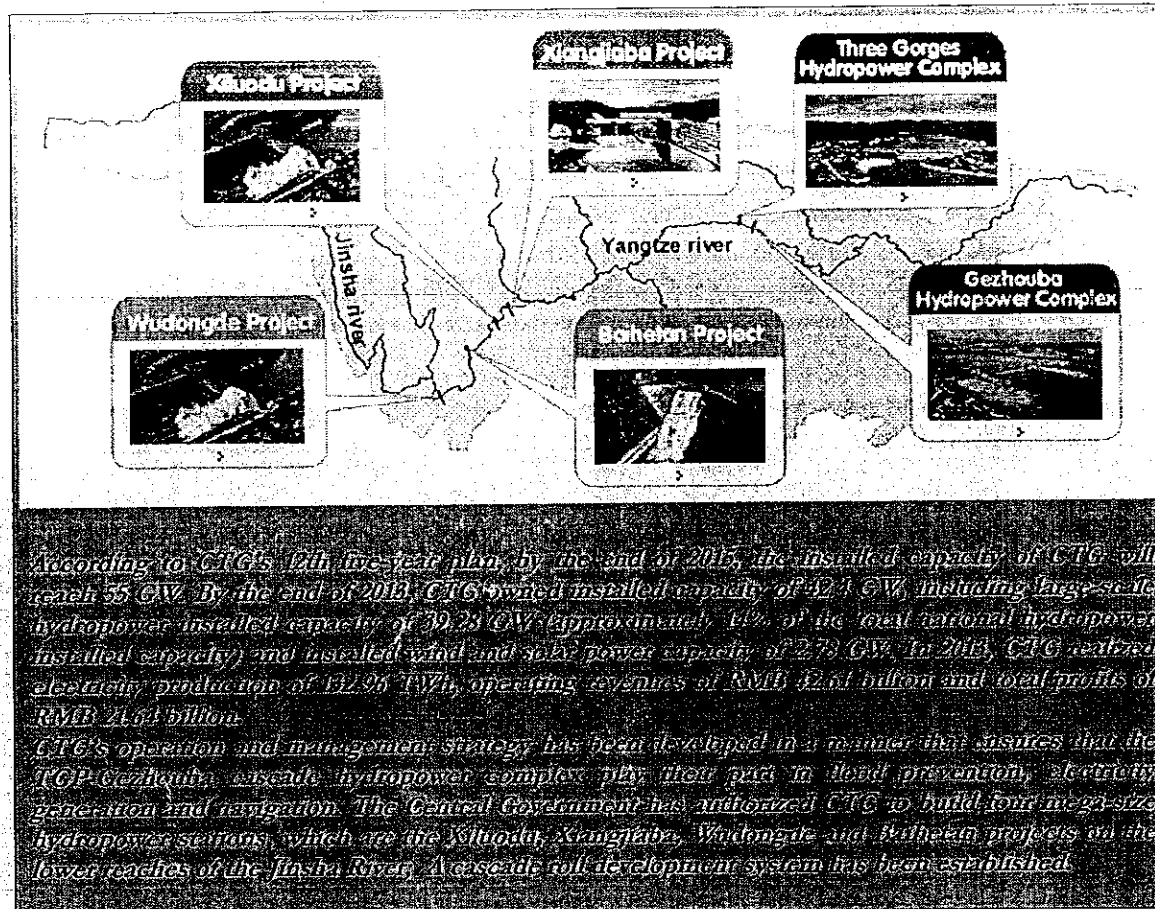 Xiluodu Project
Xiangjiaba Project
Three Gorges
Hydropower Complex
Jinsha river
Yangtze river
Wudongde Project
Baihetan Project
Gezhouba
Hydropower Complex
According to CTG's 12th five-year plan, by the end of the installed capacity of CTG will
reach 55 GW. By the end of 2013, CTG owned installed capacity of GW, including large-scale
hydropower installed capacity of 39.28 GW (approximately 14% of the total national hydropower
installed capacity) and installed wind and solar power capacity of 2.78 GW. In 2013, CTG realized
electricity production of 132.96 TWh, operating revenues of RMB billion and total profits of
RMB 21.64 billion.
CTG's operation and management strategy has been developed in a manner that ensures that the
TGP-Gezhouba cascade hydropower complex play their part in flood prevention, electricity
generation and navigation. The Central Government has authorized CTG to build four mega-size
hydropower stations, which are the Xiluodu, Xiangjiaba, Wudongde and Baihetan projects on the
lower reaches of the Jinsha River. A cascade roll development system has been established.